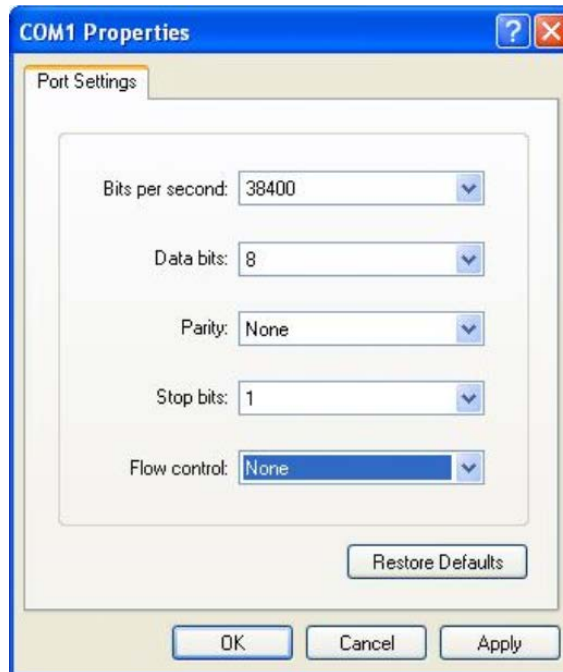 COM1 Properties
Port Settings
Bits per second: 38400
Data bits: 8
Parity: None
Stop bits: 1
Flow control: None
Restore Defaults
OK Cancel Apply